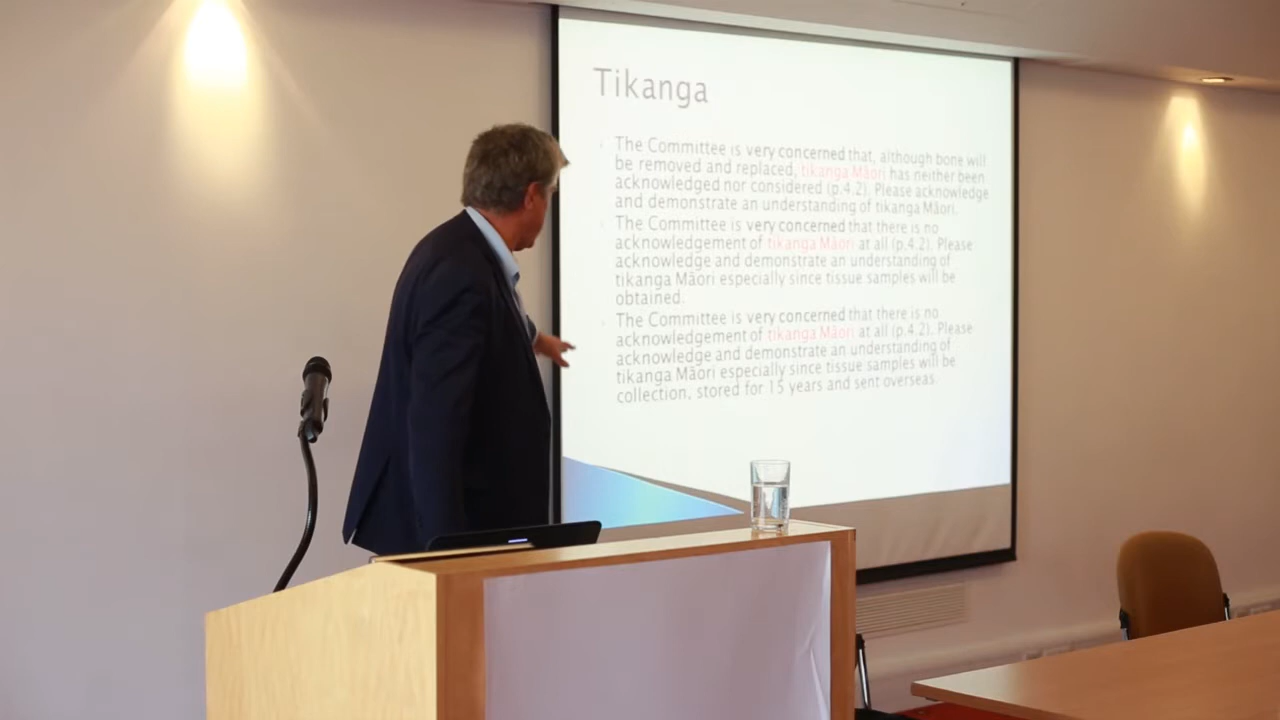 Tikanga
The Committee is very concerned that, although bone will
be removed and replaced, tikanga Māori has neither been
acknowledged nor considered (p.4.2). Please acknowledge
and demonstrate an understanding of tikanga Māori.
The Committee is very concerned that there is no
acknowledgement of tikanga Māori at all (p.4.2). Please
acknowledge and demonstrate an understanding of
tikanga Māori especially since tissue samples will be
obtained.
The Committee is very concerned that there is no
acknowledgement of tikanga Māori at all (p.4.2). Please
acknowledge and demonstrate an understanding of
tikanga Māori especially since tissue samples will be
collection, stored for 15 years and sent overseas.